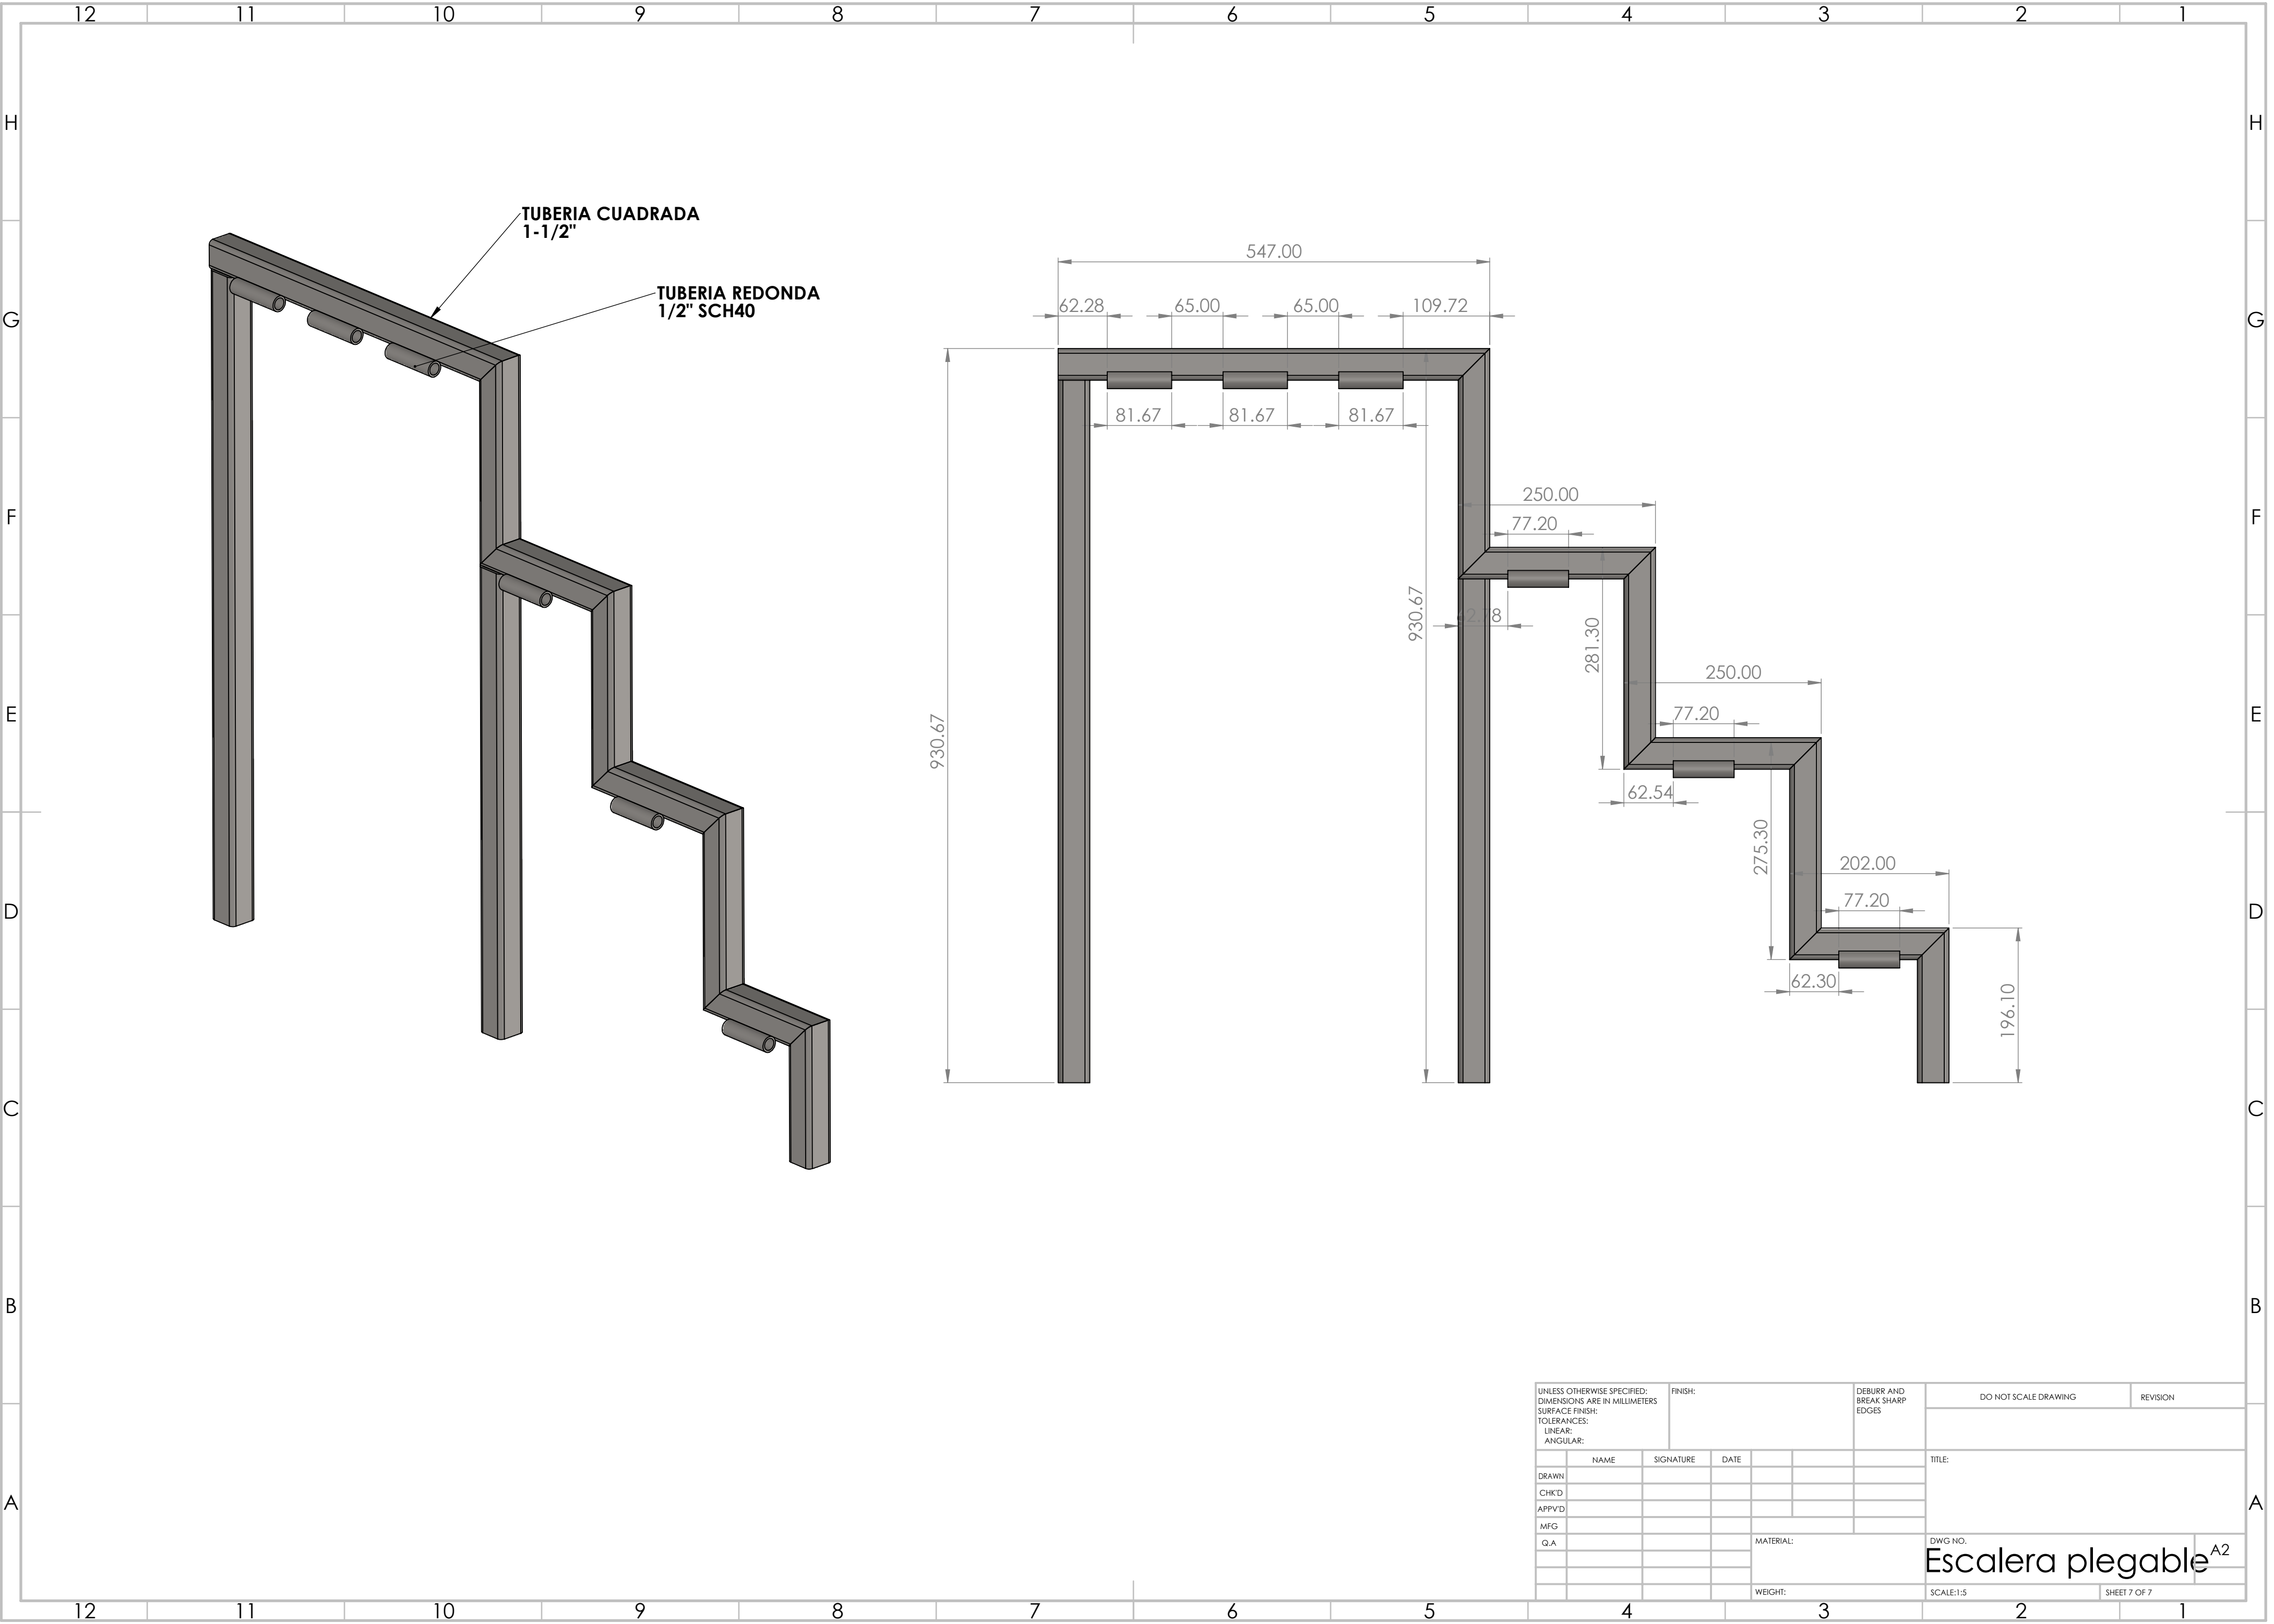 12 11 10 9 8 7 6 5 4 3 2 1
H H
TUBERIA CUADRADA
1-1/2"
TUBERIA REDONDA
1/2" SCH40
547.00
62.28 65.00 65.00 109.72
G G
81.67 81.67 81.67
250.00
77.20
F F
930.67
281.30
250.00
77.20
E E
930.67
62.54
275.30
202.00
77.20
D D
62.30
196.10
C C
B B
UNLESS OTHERWISE SPECIFIED:
DIMENSIONS ARE IN MILLIMETERS
SURFACE FINISH:
TOLERANCES:
LINEAR:
ANGULAR:
FINISH:
DEBURR AND
BREAK SHARP
EDGES
DO NOT SCALE DRAWING
REVISION
NAME SIGNATURE DATE
TITLE:
DRAWN
CHK'D
APPV'D
MFG
Q.A
A A
MATERIAL:
DWG NO.
Escalera plegable
A2
WEIGHT:
SCALE:1:5
SHEET 7 OF 7
12 11 10 9 8 7 6 5 4 3 2 1